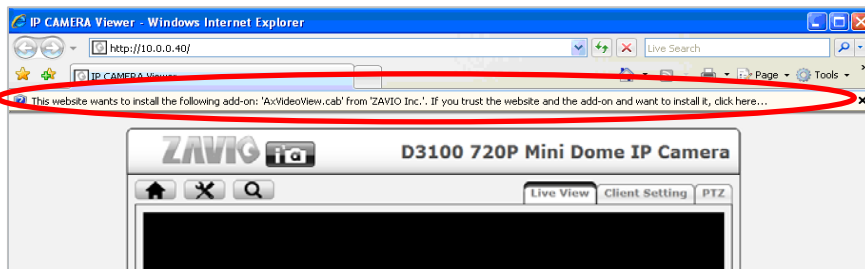 IP CAMERA Viewer - Windows Internet Explorer
http://10.0.0.40/
Live Search
IP CAMERA Viewer
Page
Tools
This website wants to install the following add-on: 'AxVideoView.cab' from 'ZAVIO Inc.'. If you trust the website and the add-on and want to install it, click here...
ZAVIO
D3100 720P Mini Dome IP Camera
Live View
Client Setting
PTZ